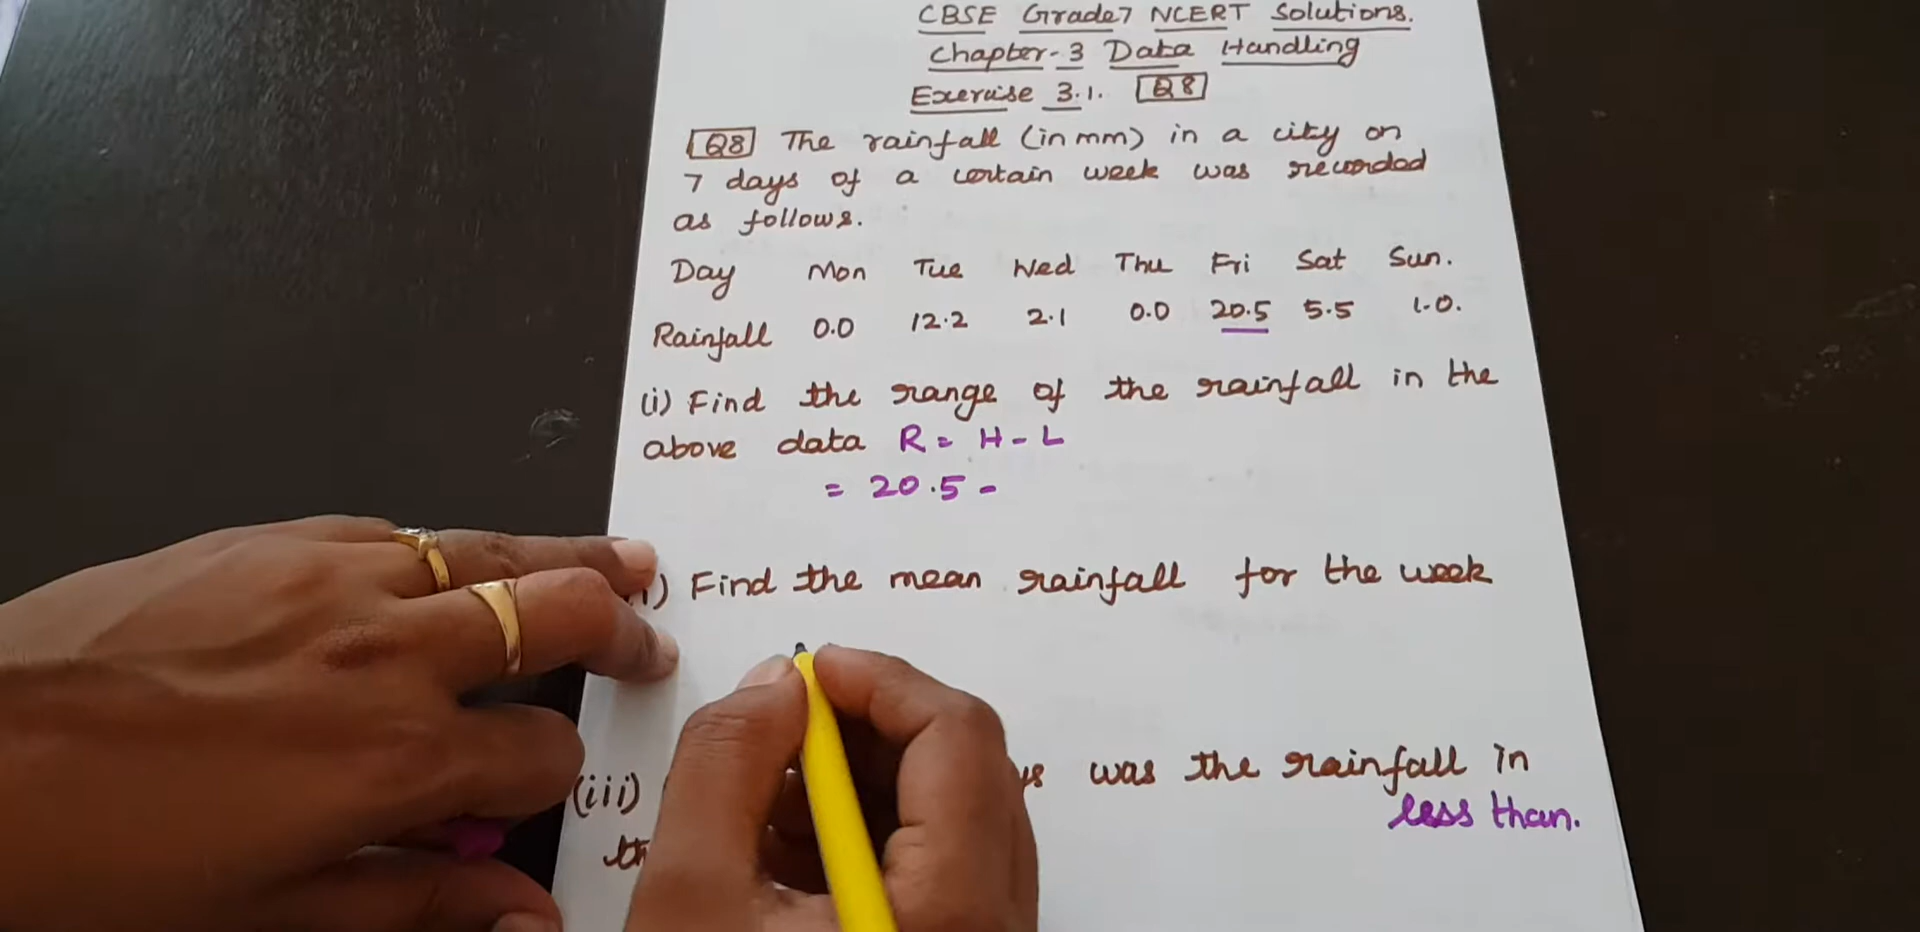 CBSE Grade7 NCERT Solutions.
Chapter-3 Data Handling
Exercise 3.1. Q8
Q8 The rainfall (in mm) in a city on
7 days of a certain week was recorded
as follows.
Day Mon Tue Wed Thu Fri Sat Sun.
Rainfall 0.0 12.2 2.1 0.0 20.5 5.5 1.0.
(i) Find the range of the rainfall in the
above data R = H - L
= 20.5 -
Find the mean rainfall for the week
(iii) was the rainfall in
less than.